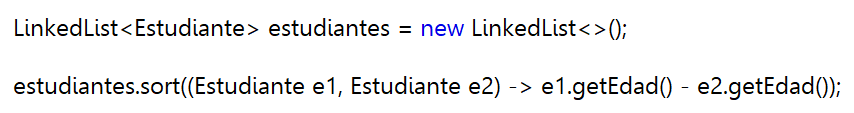 LinkedList<Estudiante> estudiantes = new LinkedList<>();
estudiantes.sort((Estudiante e1, Estudiante e2) -> e1.getEdad() - e2.getEdad());